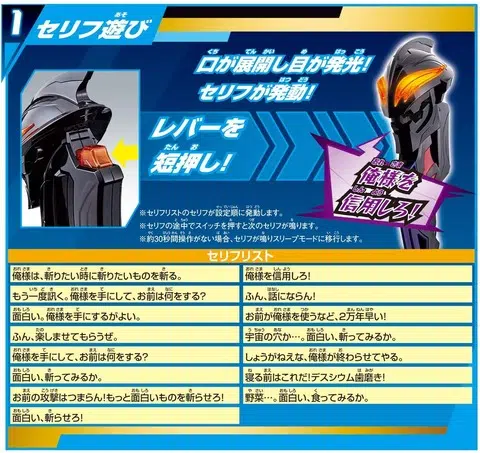 1 セリフ遊び
口が展開し目が発光!
セリフが発動!
レバーを
短押し!
俺様を
信用しろ!
※セリフリストのセリフが設定順に発動します。
※セリフの途中でスイッチを押すと次のセリフが鳴ります。
※約30秒間操作がない場合、セリフが鳴りスリープモードに移行します。
セリフリスト
俺様は、斬りたい時に斬りたいものを斬る。
俺様を信用しろ!
もう一度訊く。俺様を手にして、お前は何をする?
ふん、話にならん!
面白い。俺様を手にするがよい。
お前が俺様を使うなど、2万年早い!
ふん、楽しませてもらうぜ。
宇宙の穴か…。面白い、斬ってみるか。
俺様を手にして、お前は何をする?
しょうがねえな、俺様が終わらせてやる。
面白い、斬ってみるか。
寝る前はこれだ!デスシウム歯磨き!
お前の攻撃はつまらん!もっと面白いものを斬らせろ!
野菜…。面白い、食ってみるか。
面白い、斬らせろ!